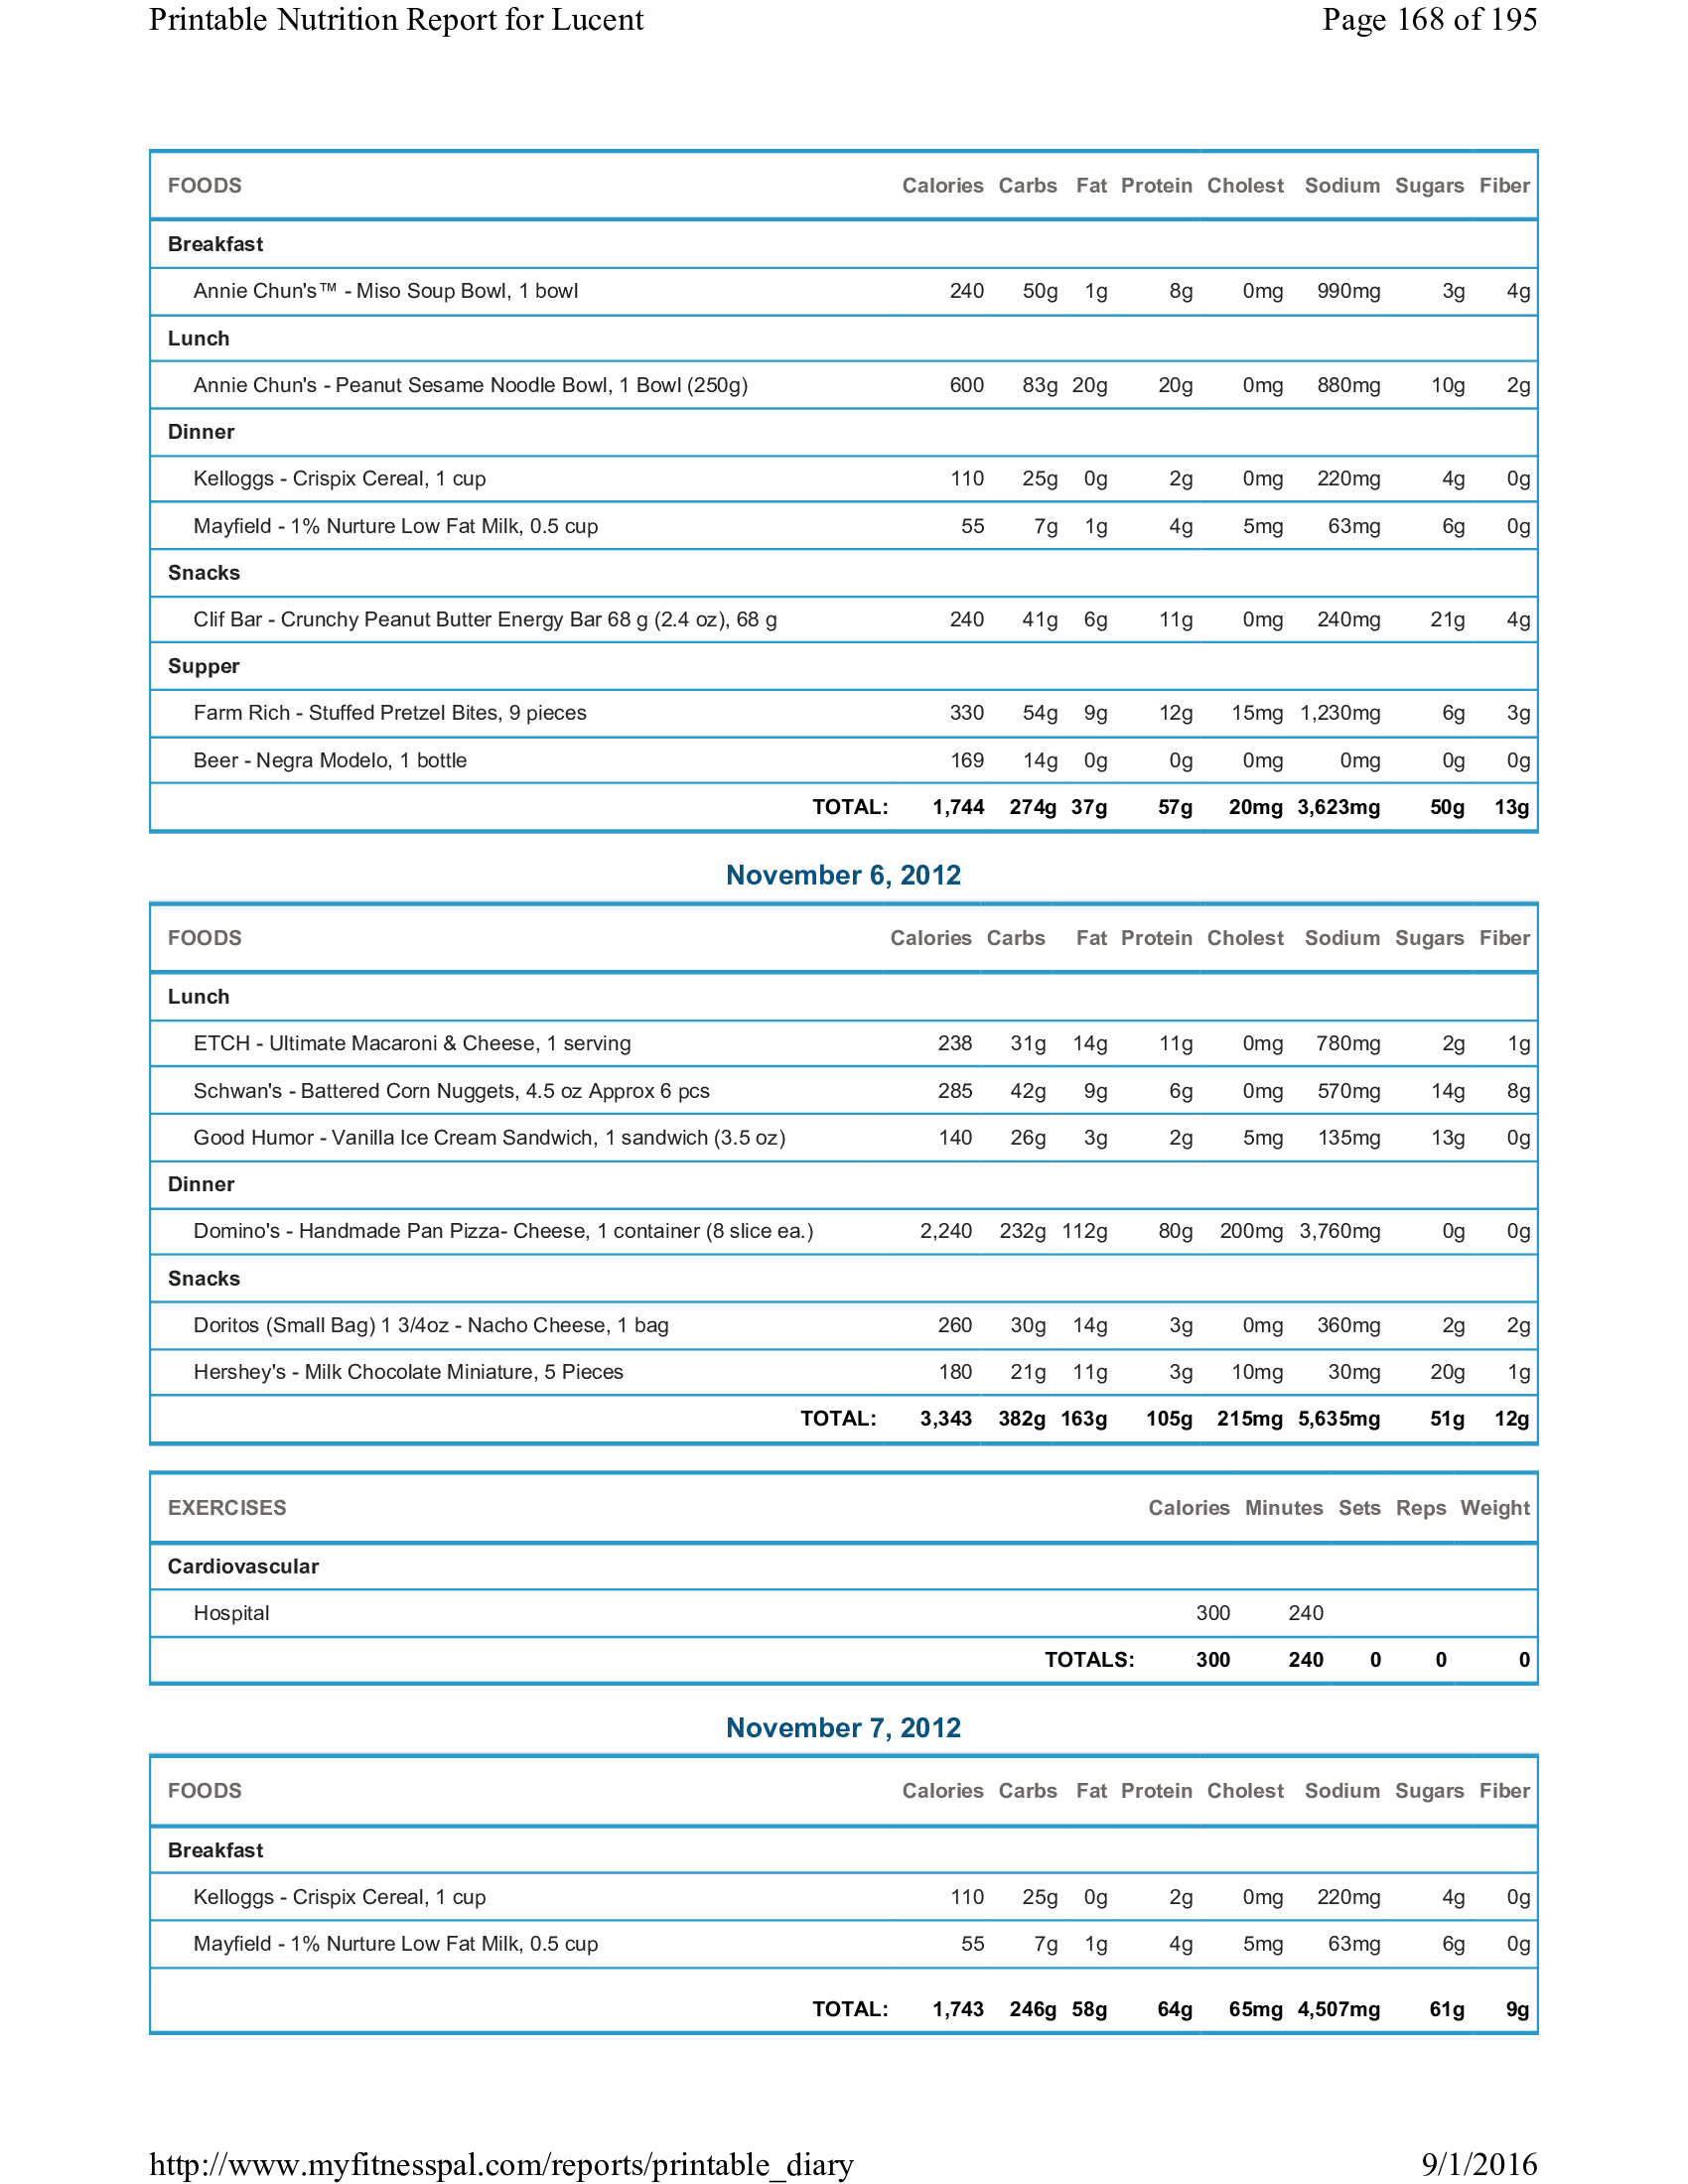 Printable Nutrition Report for Lucent Page 168 of 195
FOODS Calories Carbs Fat Protein Cholest Sodium Sugars Fiber
Breakfast
Annie Chun's™ - Miso Soup Bowl, 1 bowl 240 50g 1g 8g 0mg 990mg 3g 4g
Lunch
Annie Chun's - Peanut Sesame Noodle Bowl, 1 Bowl (250g) 600 83g 20g 20g 0mg 880mg 10g 2g
Dinner
Kelloggs - Crispix Cereal, 1 cup 110 25g 0g 2g 0mg 220mg 4g 0g
Mayfield - 1% Nurture Low Fat Milk, 0.5 cup 55 7g 1g 4g 5mg 63mg 6g 0g
Snacks
Clif Bar - Crunchy Peanut Butter Energy Bar 68 g (2.4 oz), 68 g 240 41g 6g 11g 0mg 240mg 21g 4g
Supper
Farm Rich - Stuffed Pretzel Bites, 9 pieces 330 54g 9g 12g 15mg 1,230mg 6g 3g
Beer - Negra Modelo, 1 bottle 169 14g 0g 0g 0mg 0mg 0g 0g
TOTAL: 1,744 274g 37g 57g 20mg 3,623mg 50g 13g
November 6, 2012
FOODS Calories Carbs Fat Protein Cholest Sodium Sugars Fiber
Lunch
ETCH - Ultimate Macaroni & Cheese, 1 serving 238 31g 14g 11g 0mg 780mg 2g 1g
Schwan's - Battered Corn Nuggets, 4.5 oz Approx 6 pcs 285 42g 9g 6g 0mg 570mg 14g 8g
Good Humor - Vanilla Ice Cream Sandwich, 1 sandwich (3.5 oz) 140 26g 3g 2g 5mg 135mg 13g 0g
Dinner
Domino's - Handmade Pan Pizza- Cheese, 1 container (8 slice ea.) 2,240 232g 112g 80g 200mg 3,760mg 0g 0g
Snacks
Doritos (Small Bag) 1 3/4oz - Nacho Cheese, 1 bag 260 30g 14g 3g 0mg 360mg 2g 2g
Hershey's - Milk Chocolate Miniature, 5 Pieces 180 21g 11g 3g 10mg 30mg 20g 1g
TOTAL: 3,343 382g 163g 105g 215mg 5,635mg 51g 12g
EXERCISES Calories Minutes Sets Reps Weight
Cardiovascular
Hospital 300 240
TOTALS: 300 240 0 0 0
November 7, 2012
FOODS Calories Carbs Fat Protein Cholest Sodium Sugars Fiber
Breakfast
Kelloggs - Crispix Cereal, 1 cup 110 25g 0g 2g 0mg 220mg 4g 0g
Mayfield - 1% Nurture Low Fat Milk, 0.5 cup 55 7g 1g 4g 5mg 63mg 6g 0g
TOTAL: 1,743 246g 58g 64g 65mg 4,507mg 61g 9g
http://www.myfitnesspal.com/reports/printable_diary 9/1/2016